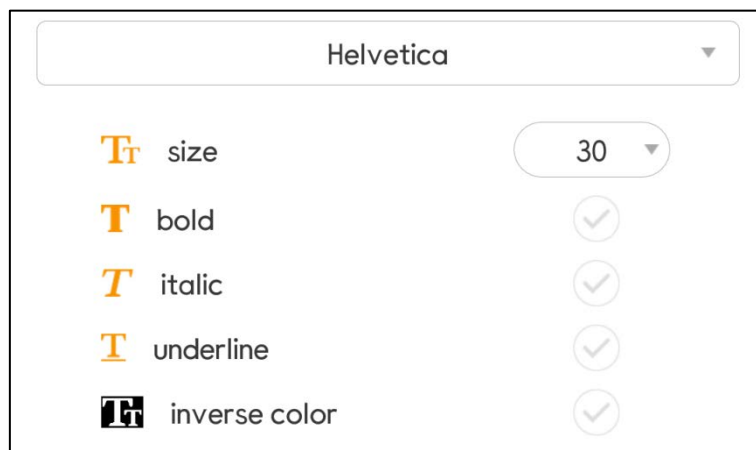 Helvetica
size 30
bold
italic
underline
inverse color